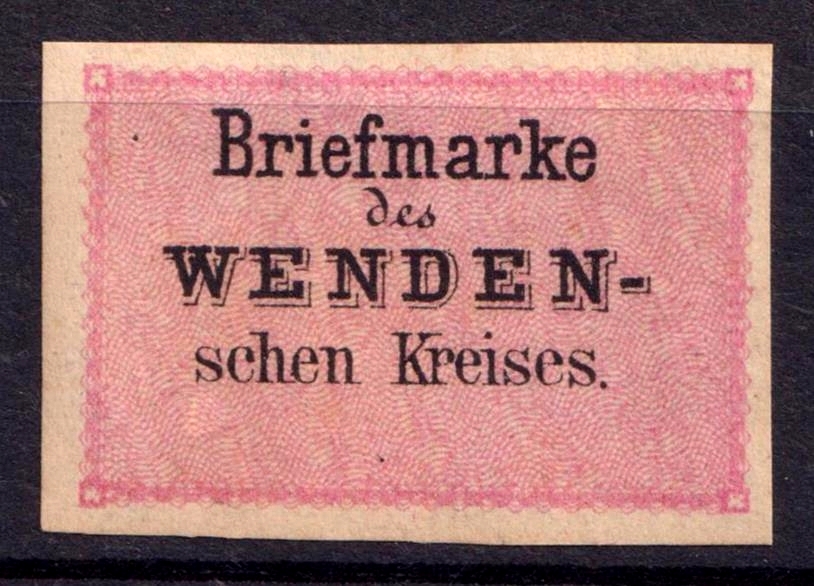 Briefmarke
des
WENDEN-
schen Kreises.